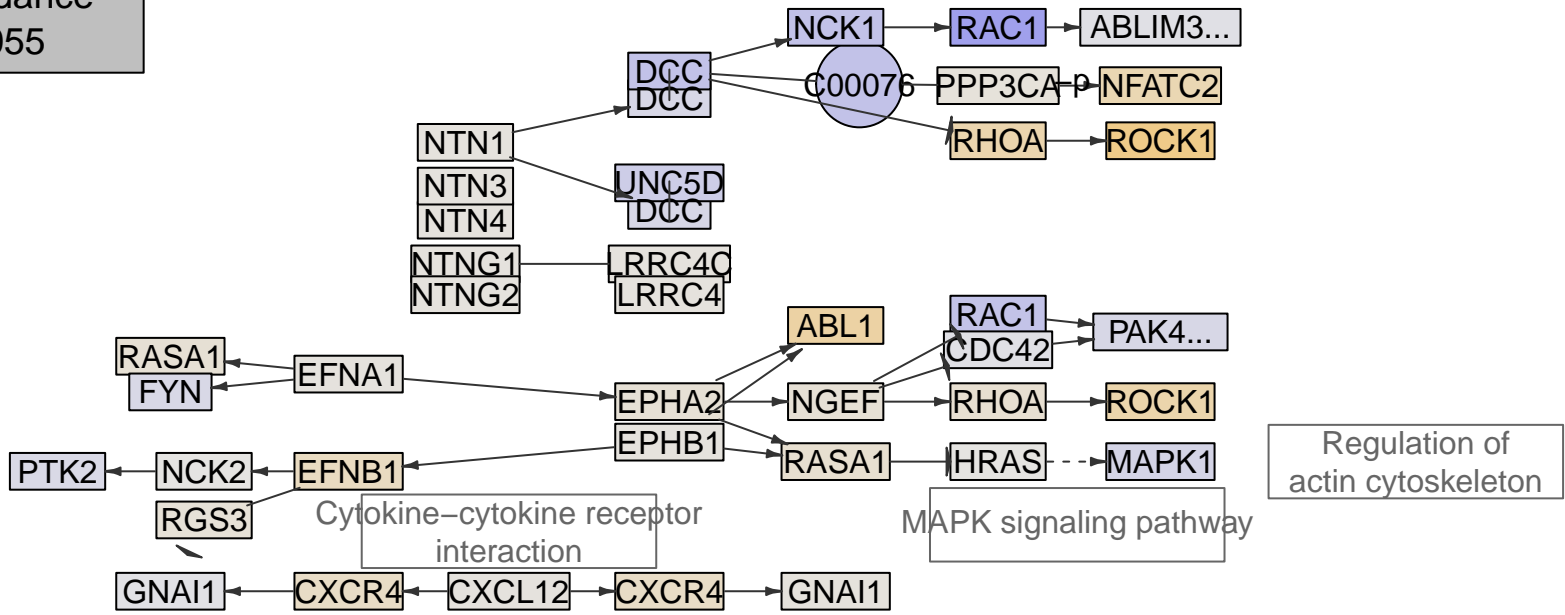 NCK1
RAC1
ABLIM3...
955
DCC
C00076
PPP3CA
–p
NFATC2
DCC
NTN1
RHOA
ROCK1
NTN3
UNC5D
NTN4
DCC
NTNG1
LRRC4C
NTNG2
LRRC4
RAC1
ABL1
PAK4...
RASA1
CDC42
EFNA1
FYN
EPHA2
NGEF
RHOA
ROCK1
EPHB1
Regulation of
actin cytoskeleton
PTK2
NCK2
EFNB1
RASA1
HRAS
MAPK1
RGS3
Cytokine–cytokine receptor
interaction
MAPK signaling pathway
GNAI1
CXCR4
CXCL12
CXCR4
GNAI1